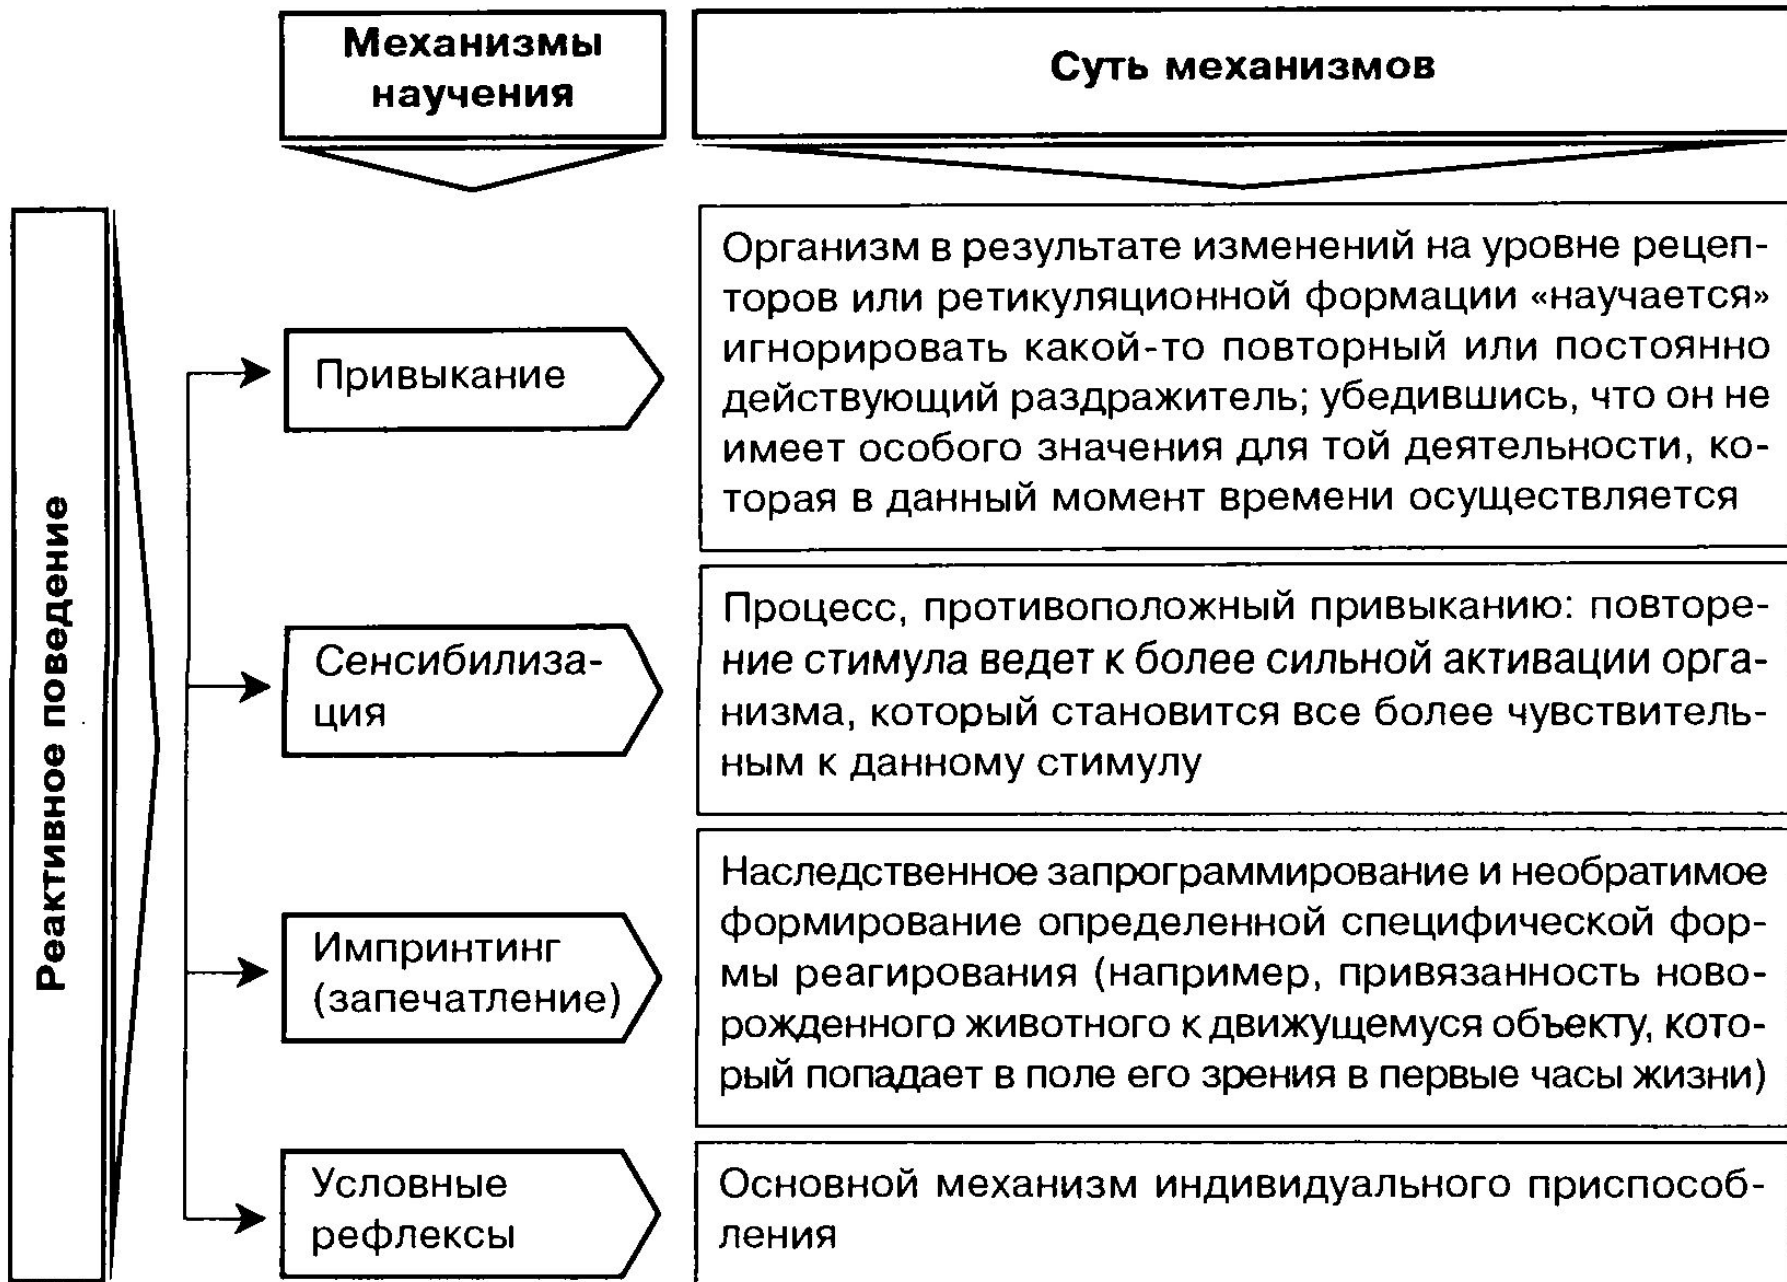 Механизмы
научения
Суть механизмов
Реактивное поведение
Привыкание
Организм в результате изменений на уровне рецеп-
торов или ретикуляционной формации «научается»
игнорировать какой-то повторный или постоянно
действующий раздражитель; убедившись, что он не
имеет особого значения для той деятельности, ко-
торая в данный момент времени осуществляется
Сенсибилиза-
ция
Процесс, противоположный привыканию: повторе-
ние стимула ведет к более сильной активации орга-
низма, который становится все более чувствитель-
ным к данному стимулу
Импринтинг
(запечатление)
Наследственное запрограммирование и необратимое
формирование определенной специфической фор-
мы реагирования (например, привязанность ново-
рожденного животного к движущемуся объекту, кото-
рый попадает в поле его зрения в первые часы жизни)
Условные
рефлексы
Основной механизм индивидуального приспособ-
ления